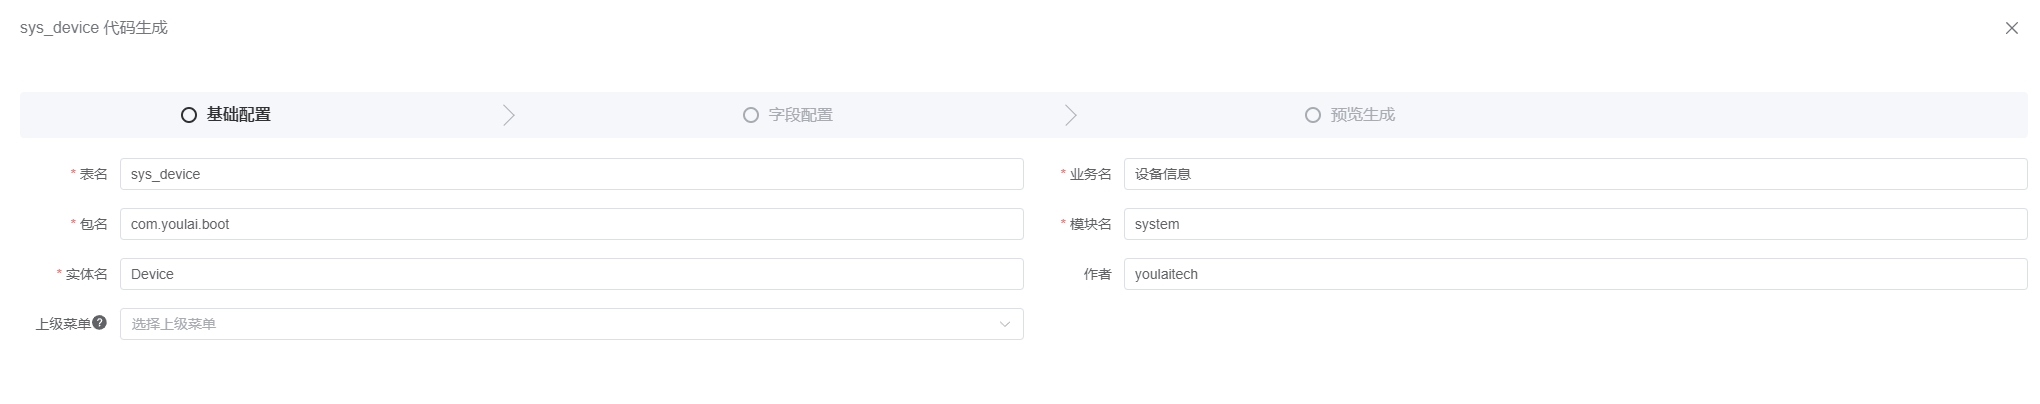 sys_device 代码生成
基础配置 字段配置 预览生成
* 表名 sys_device * 业务名 设备信息
* 包名 com.youlai.boot * 模块名 system
* 实体名 Device 作者 youlaitech
上级菜单? 选择上级菜单